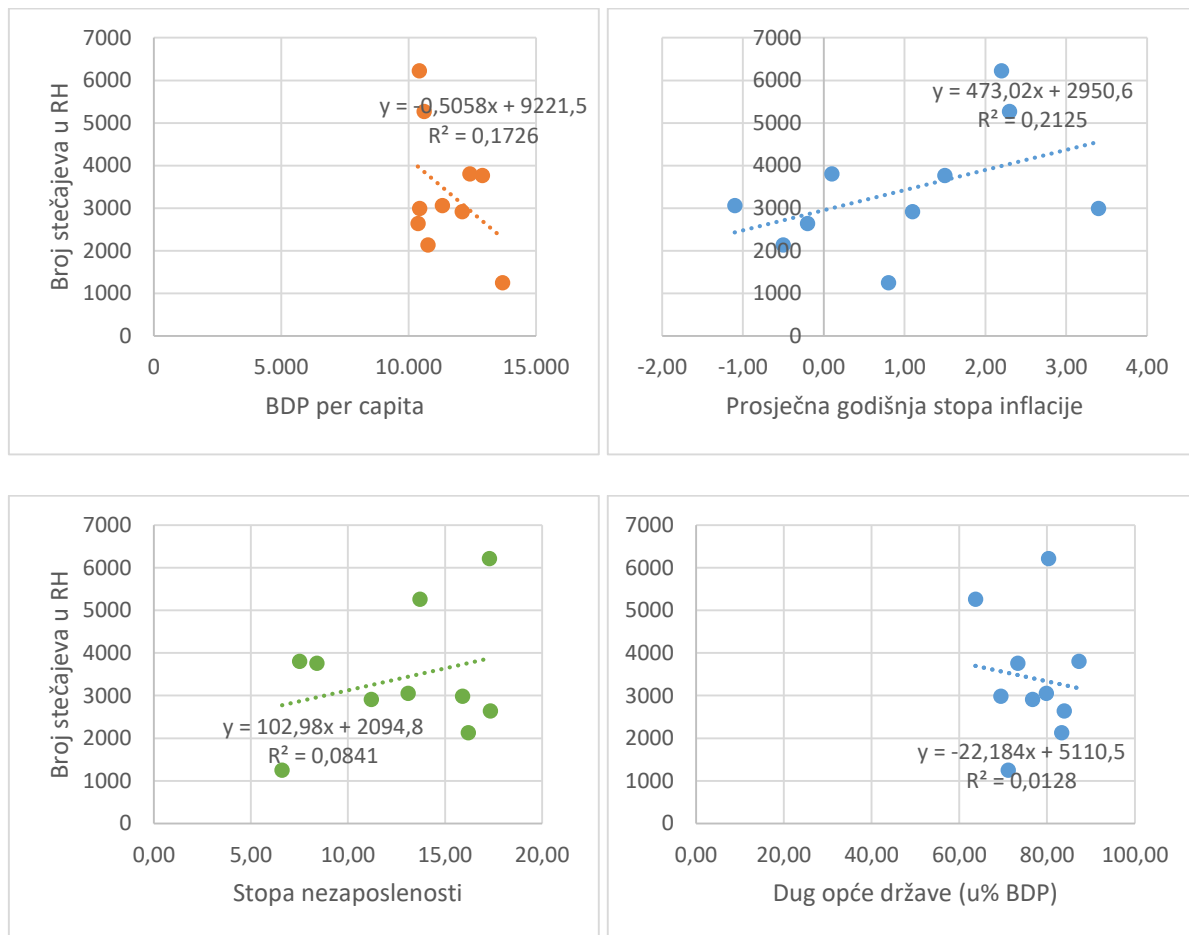 7000
6000
5000
4000
3000
2000
1000
0
Broj stečajeva u RH
y = -0,5058x + 9221,5
R² = 0,1726
0 5.000 10.000 15.000
BDP per capita
7000
6000
5000
4000
3000
2000
1000
0
y = 473,02x + 2950,6
R² = 0,2125
-2,00 -1,00 0,00 1,00 2,00 3,00 4,00
Prosječna godišnja stopa inflacije
7000
6000
5000
4000
3000
2000
1000
0
Broj stečajeva u RH
y = 102,98x + 2094,8
R² = 0,0841
0,00 5,00 10,00 15,00 20,00
Stopa nezaposlenosti
7000
6000
5000
4000
3000
2000
1000
0
y = -22,184x + 5110,5
R² = 0,0128
0,00 20,00 40,00 60,00 80,00 100,00
Dug opće države (u% BDP)